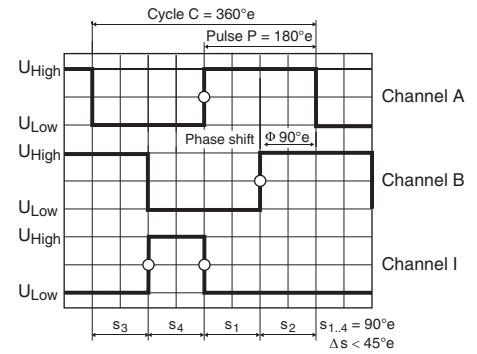 Cycle C = 360°e
Pulse P = 180°e
UHigh
Channel A
ULow
Phase shift Φ 90°e
UHigh
Channel B
ULow
UHigh
Channel I
ULow
s3 s4 s1 s2 s1..4 = 90°e
Δs < 45°e